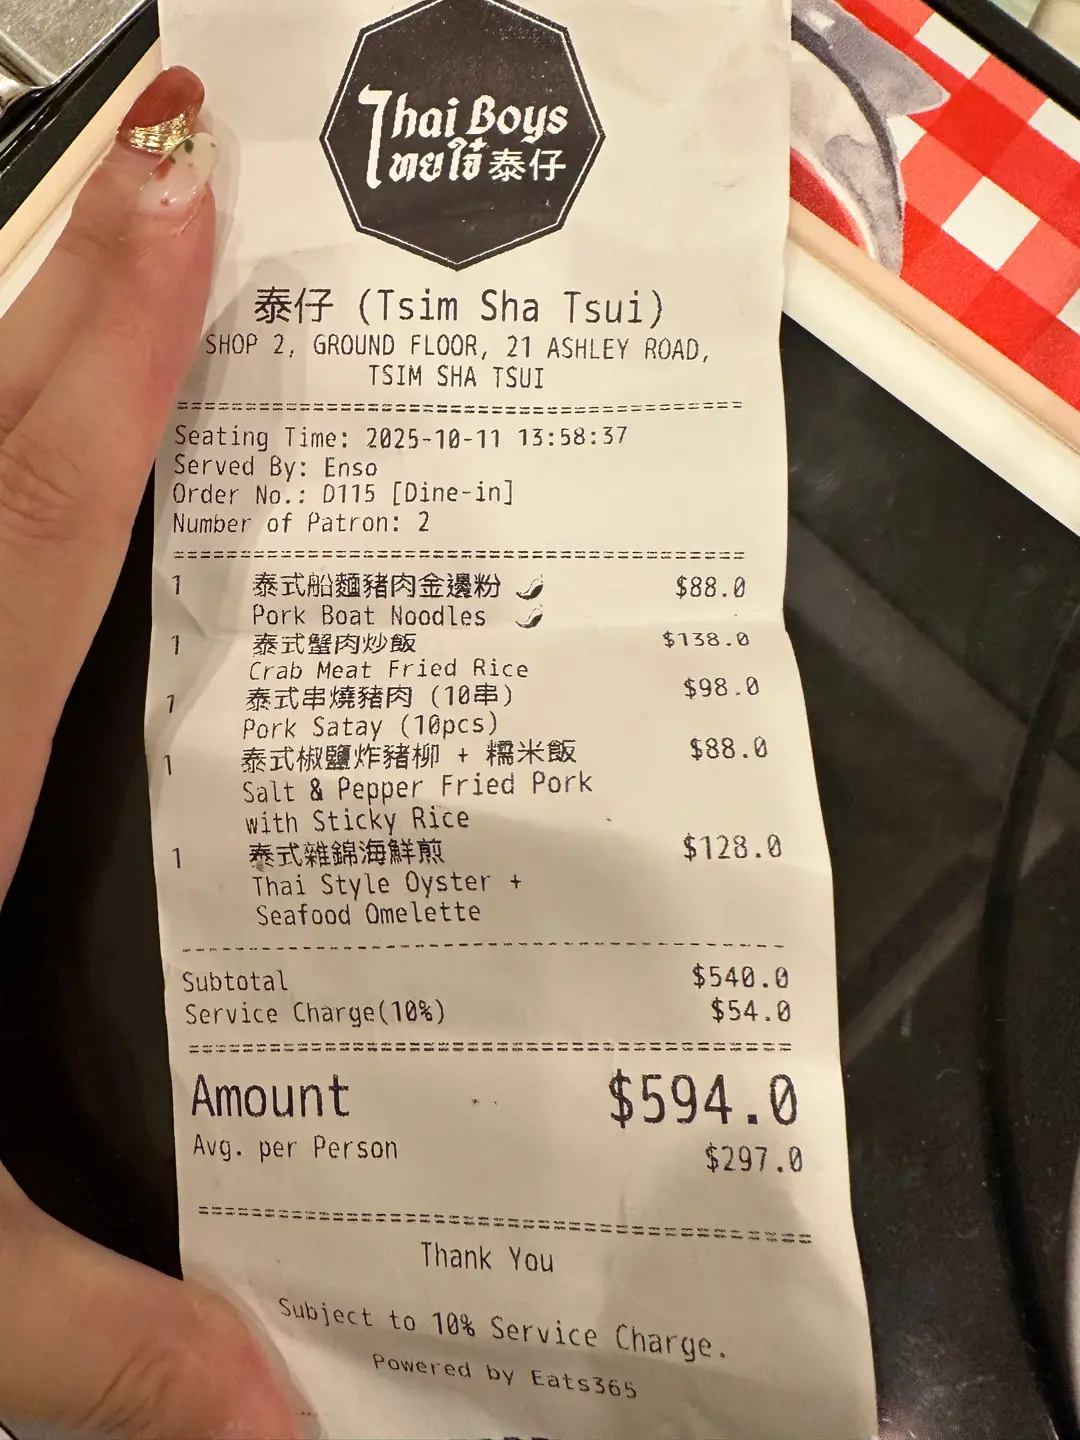 Thai Boys
ไทยใจ๋ 泰仔
泰仔 (Tsim Sha Tsui)
SHOP 2, GROUND FLOOR, 21 ASHLEY ROAD,
TSIM SHA TSUI
Seating Time: 2025-10-11 13:58:37
Served By: Enso
Order No.: D115 [Dine-in]
Number of Patron: 2
1 泰式船麵豬肉金邊粉 $88.0
Pork Boat Noodles
1 泰式蟹肉炒飯 $138.0
Crab Meat Fried Rice
1 泰式串燒豬肉 (10串) $98.0
Pork Satay (10pcs)
1 泰式椒鹽炸豬柳 + 糯米飯 $88.0
Salt & Pepper Fried Pork
with Sticky Rice
1 泰式雜錦海鮮煎 $128.0
Thai Style Oyster +
Seafood Omelette
Subtotal $540.0
Service Charge(10%) $54.0
Amount $594.0
Avg. per Person $297.0
Thank You
Subject to 10% Service Charge.
Powered by Eats365